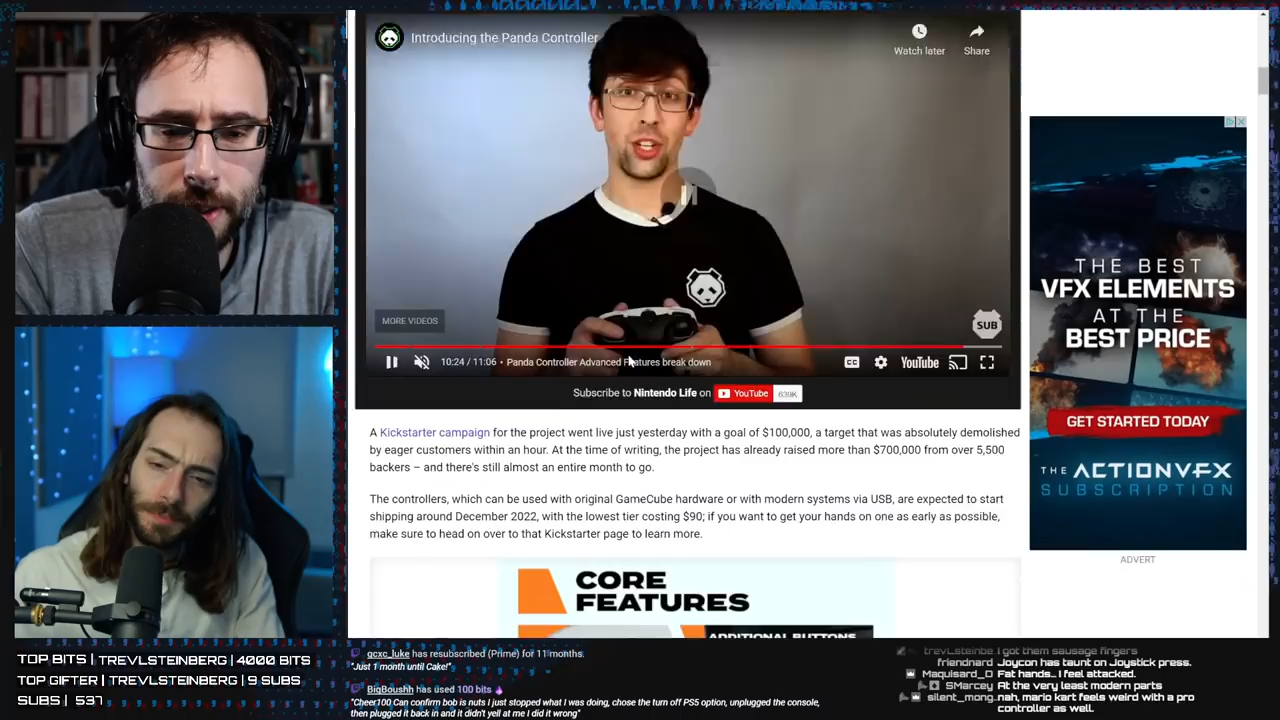 Introducing the Panda Controller
Watch later
Share
MORE VIDEOS
SUB
10:24 / 11:06 • Panda Controller Advanced Features break down
CC
YouTube
Subscribe to Nintendo Life on YouTube 639K
A Kickstarter campaign for the project went live just yesterday with a goal of $100,000, a target that was absolutely demolished
by eager customers within an hour. At the time of writing, the project has already raised more than $700,000 from over 5,500
backers – and there's still almost an entire month to go.
The controllers, which can be used with original GameCube hardware or with modern systems via USB, are expected to start
shipping around December 2022, with the lowest tier costing $90; if you want to get your hands on one as early as possible,
make sure to head on over to that Kickstarter page to learn more.
CORE
FEATURES
ADDITIONAL BUTTONS
THE BEST
VFX ELEMENTS
AT THE
BEST PRICE
GET STARTED TODAY
THE ACTIONVFX
SUBSCRIPTION
ADVERT
TOP BITS | TREVLSTEINBERG | 4000 BITS
TOP GIFTER | TREVLSTEINBERG | 9 SUBS
SUBS | 537
gcxc_luke has resubscribed (Prime) for 11 months.
"Just 1 month until Cake!"
BigBoushh has used 100 bits
"Cheer100 Can confirm bob is nuts I just stopped what I was doing, chose the turn off PS5 option, unplugged the console,
then plugged it back in and it didn't yell at me i did it wrong"
trevLsteinbe. I got them sausage fingers
friendnard Joycon has taunt on Joystick press.
Maquisard_D Fat hands... I feel attacked.
SMarcey At the very least modern parts
silent_mong. nah, mario kart feels weird with a pro
controller as well.